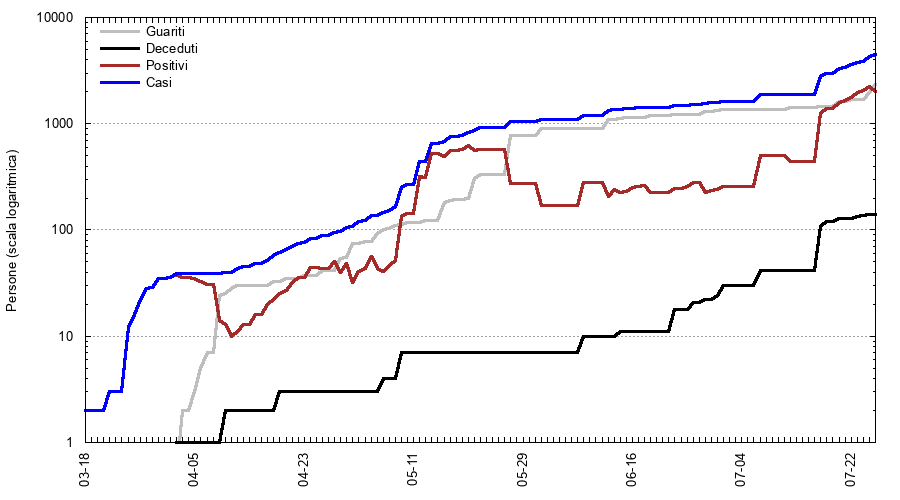 10000
1000
100
10
1
Persone (scala logaritmica)
Guariti
Deceduti
Positivi
Casi
03-18
04-05
04-23
05-11
05-29
06-16
07-04
07-22